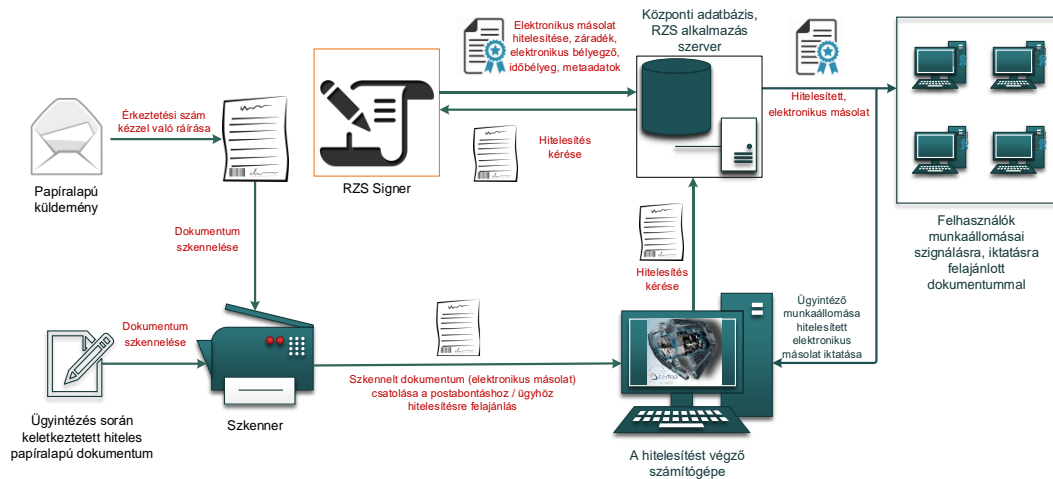 Elektronikus másolat
hitelesítése, záradék,
elektronikus bélyegző,
időbélyeg, metaadatok
Központi adatbázis,
RZS alkalmazás
szerver
Érkeztetési szám
kézzel való ráírása
Hitelesítés
kérése
Hitelesített,
elektronikus másolat
Papíralapú
küldemény
RZS Signer
Dokumentum
szkennelése
Hitelesítés
kérése
Felhasználók
munkaállomásai
szignálásra, iktatásra
felajánlott
dokumentummal
Dokumentum
szkennelése
Ügyintéző
munkaállomása
hitelesített
elektronikus
másolat iktatása
Szkennelt dokumentum (elektronikus másolat)
csatolása a postabontáshoz / ügyhöz
hitelesítésre felajánlás
Ügyintézés során
keletkeztetett hiteles
papíralapú dokumentum
Szkenner
A hitelesítést végző
számítógépe